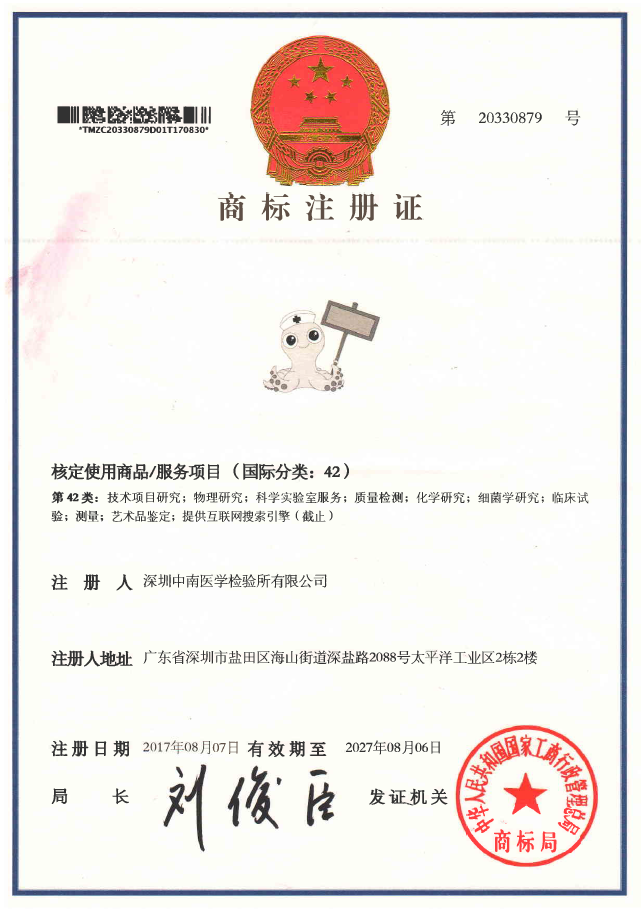 *TMZC20330879D01T170830*
第 20330879 号
商标注册证
核定使用商品/服务项目（国际分类：42）
第42类：技术项目研究；物理研究；科学实验室服务；质量检测；化学研究；细菌学研究；临床试
验；测量；艺术品鉴定；提供互联网搜索引擎（截止）
注册人 深圳中南医学检验所有限公司
注册人地址 广东省深圳市盐田区海山街道深盐路2088号太平洋工业区2栋2楼
注册日期 2017年08月07日 有效期至 2027年08月06日
局长 刘俊臣 发证机关
中华人民共和国国家工商行政管理总局
商标局